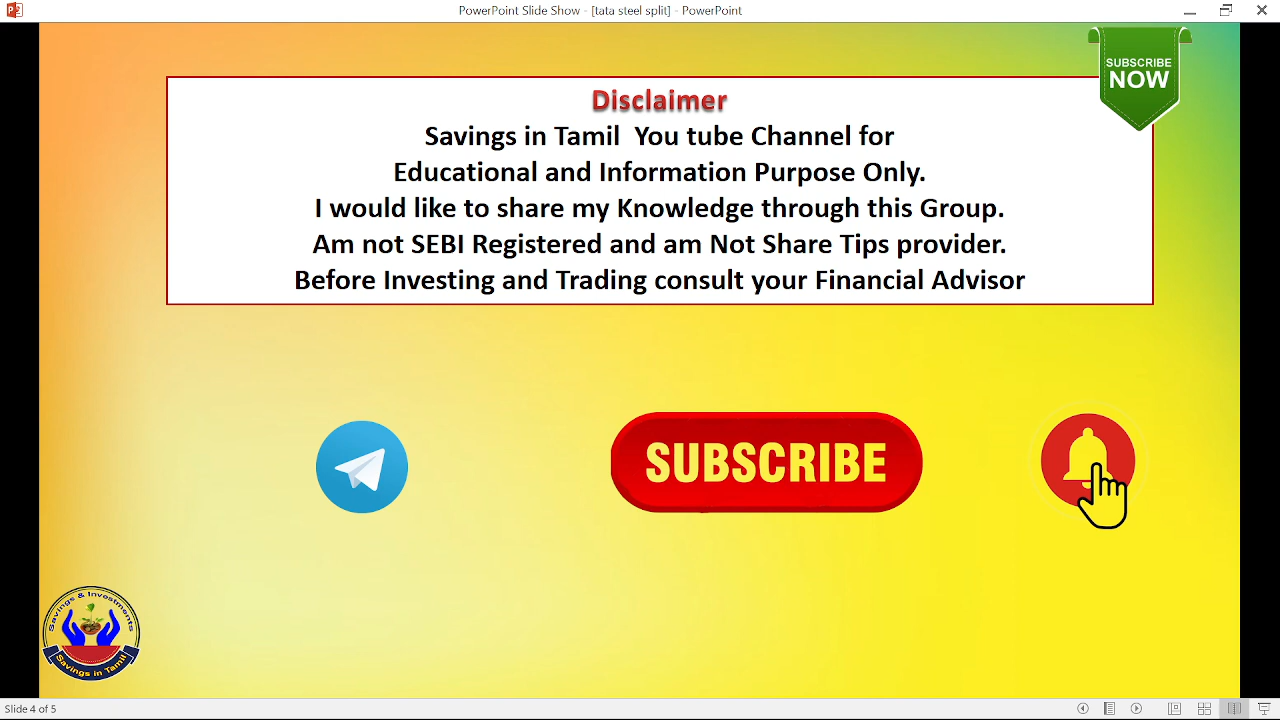 PowerPoint Slide Show - [tata steel split] - PowerPoint
SUBSCRIBE
NOW
Disclaimer
Savings in Tamil You tube Channel for
Educational and Information Purpose Only.
I would like to share my Knowledge through this Group.
Am not SEBI Registered and am Not Share Tips provider.
Before Investing and Trading consult your Financial Advisor
SUBSCRIBE
Savings & Investments
Savings in Tamil
Slide 4 of 5